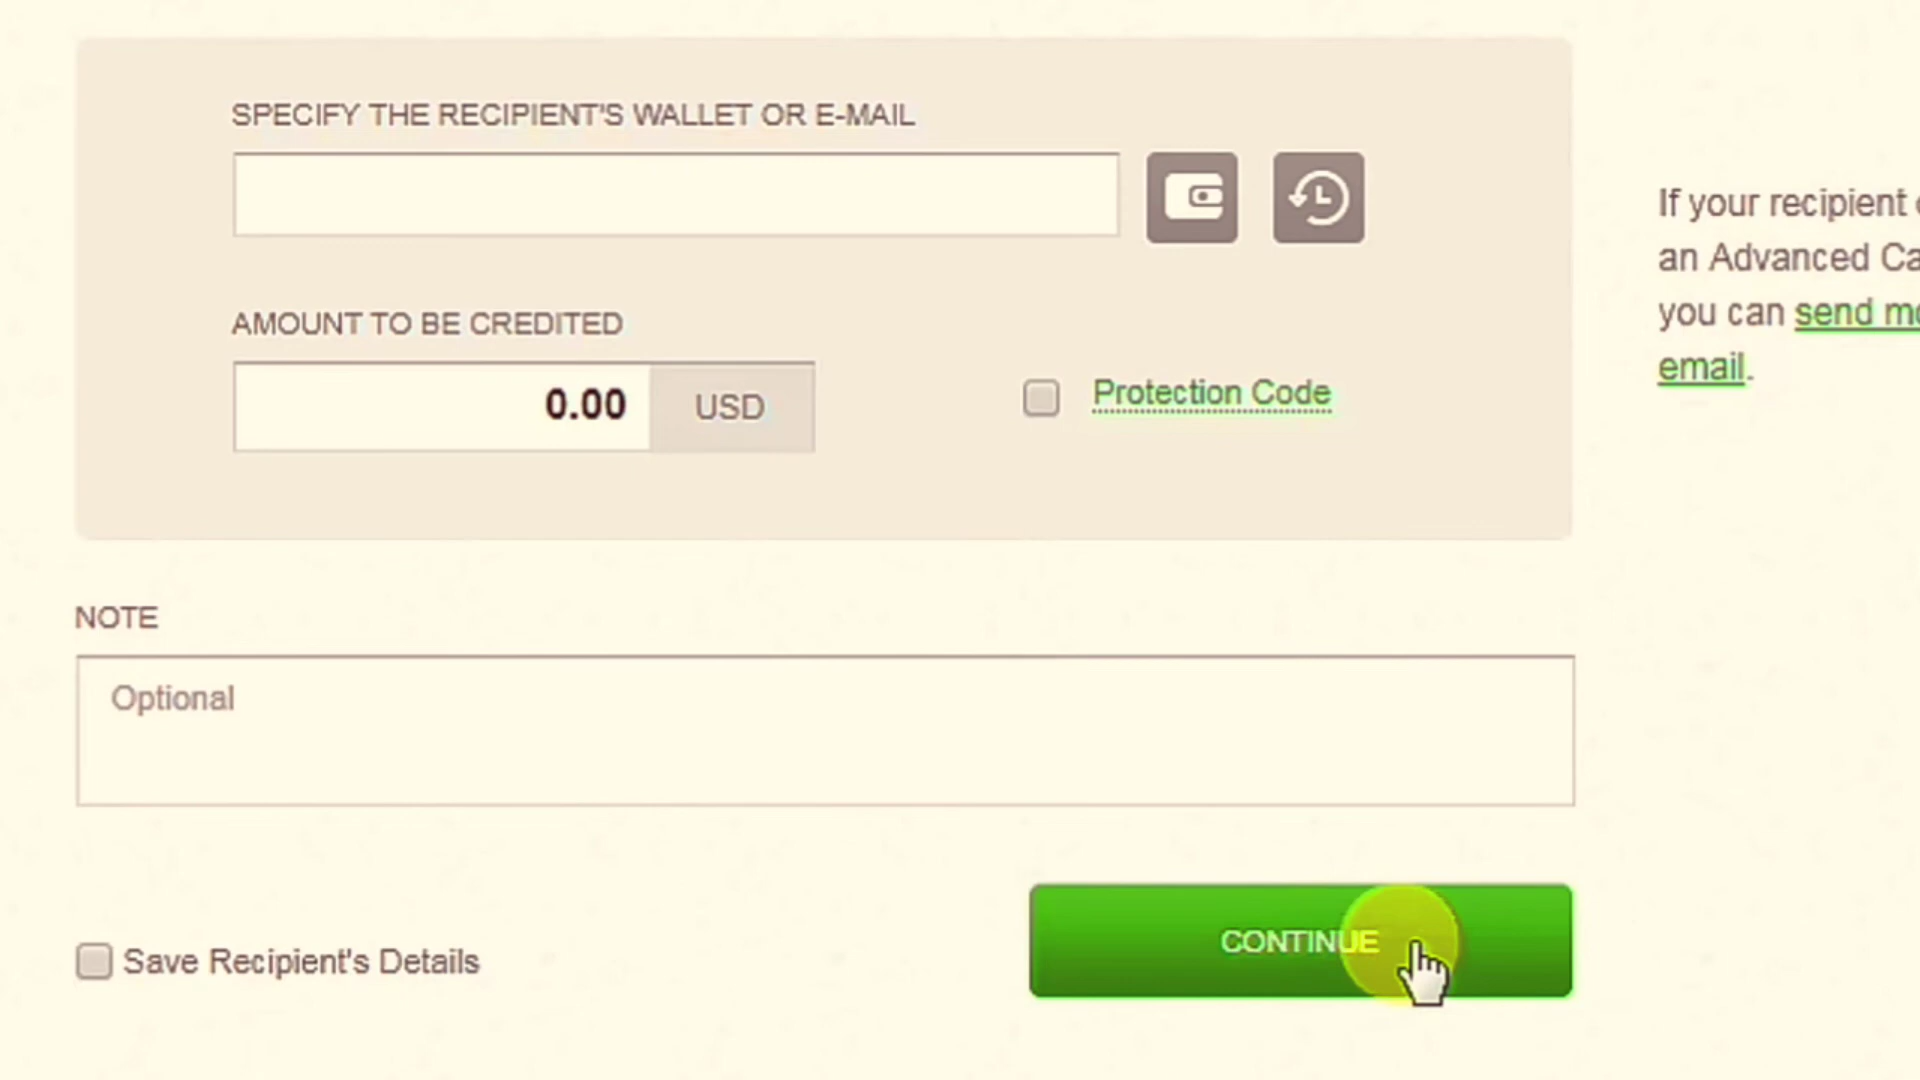 SPECIFY THE RECIPIENT'S WALLET OR E-MAIL
AMOUNT TO BE CREDITED
0.00 USD
Protection Code
If your recipient
an Advanced
you can send
email.
NOTE
Optional
Save Recipient's Details
CONTINUE